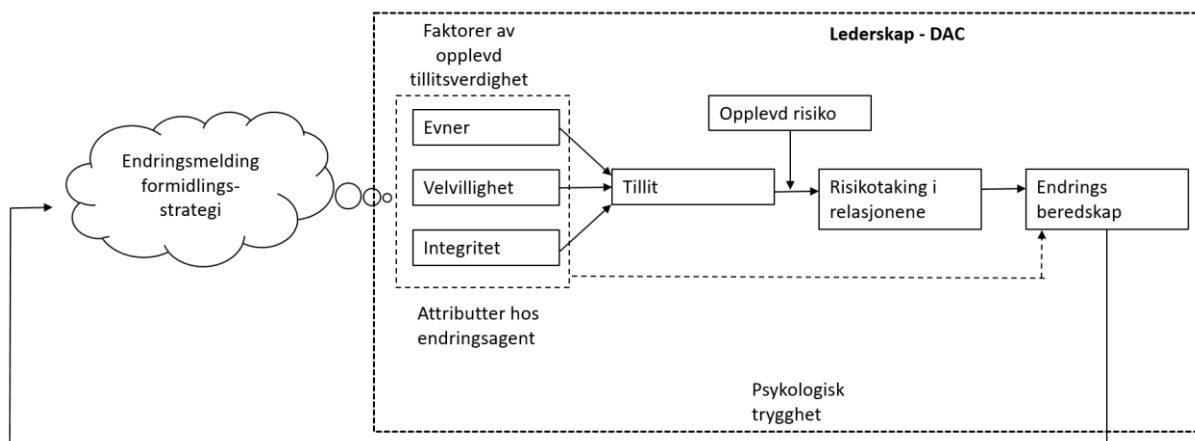 Lederskap - DAC
Faktorer av
opplevd
tillitsverdighet
Endringsmelding
formidlings-
strategi
Evner
Velvillighet
Integritet
Attributter hos
endringsagent
Tillit
Opplevd risiko
Risikotaking i
relasjonene
Endrings
beredskap
Psykologisk
trygghet